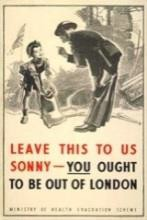 LEAVE THIS TO US
SONNY—YOU OUGHT
TO BE OUT OF LONDON
MINISTRY OF HEALTH EVACUATION SCHEME